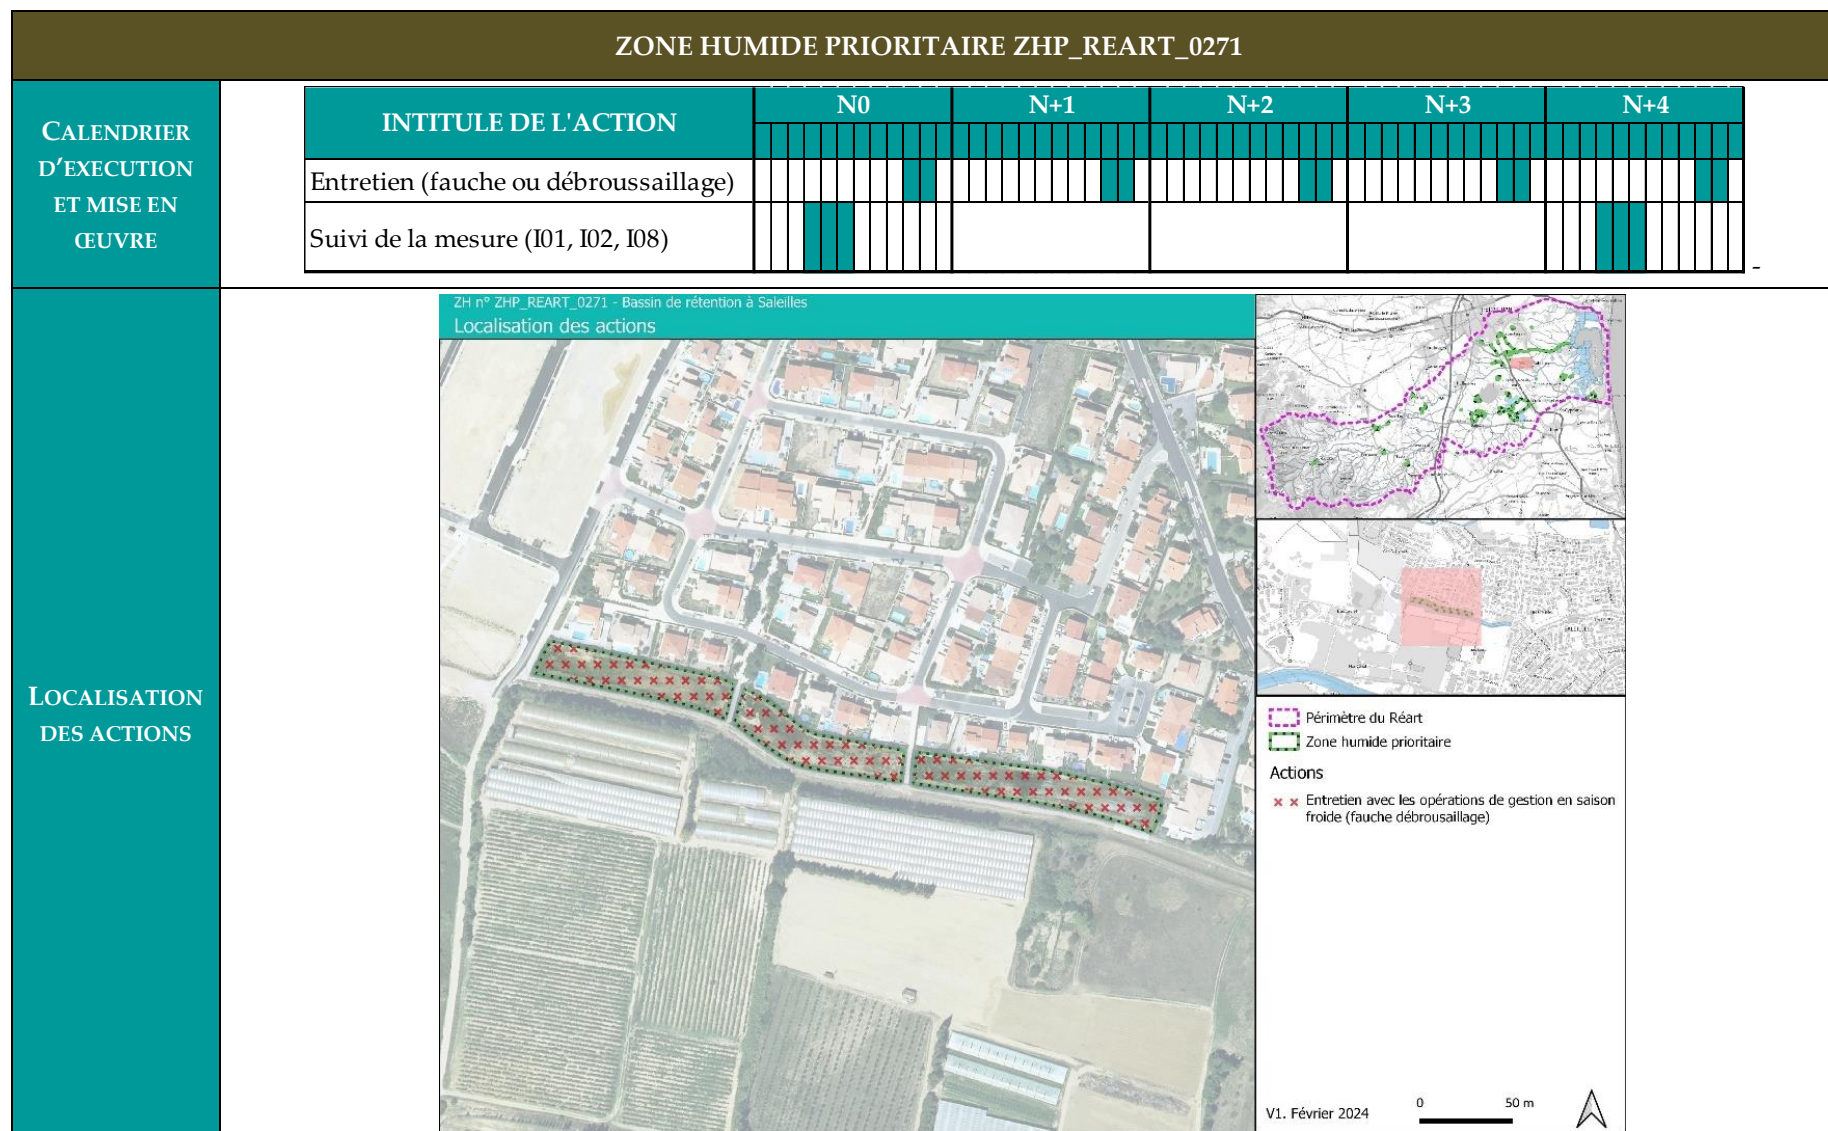 ZONE HUMIDE PRIORITAIRE ZHP_REART_0271
CALENDRIER
D'EXECUTION
ET MISE EN
ŒUVRE
INTITULE DE L'ACTION
N0
N+1
N+2
N+3
N+4
Entretien (fauche ou débroussaillage)
Suivi de la mesure (I01, I02, I08)
-
LOCALISATION
DES ACTIONS
ZH n° ZHP_REART_0271 - Bassin de rétention à Saleilles
Localisation des actions
Périmètre du Réart
Zone humide prioritaire
Actions
Entretien avec les opérations de gestion en saison
froide (fauche débrousaillage)
V1. Février 2024
0
50 m